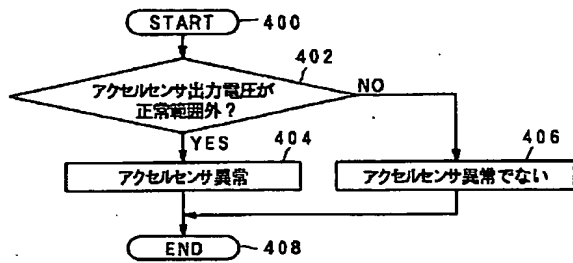 START
400
402
アクセルセンサ出力電圧が
正常範囲外?
NO
YES
404
406
アクセルセンサ異常
アクセルセンサ異常でない
END
408